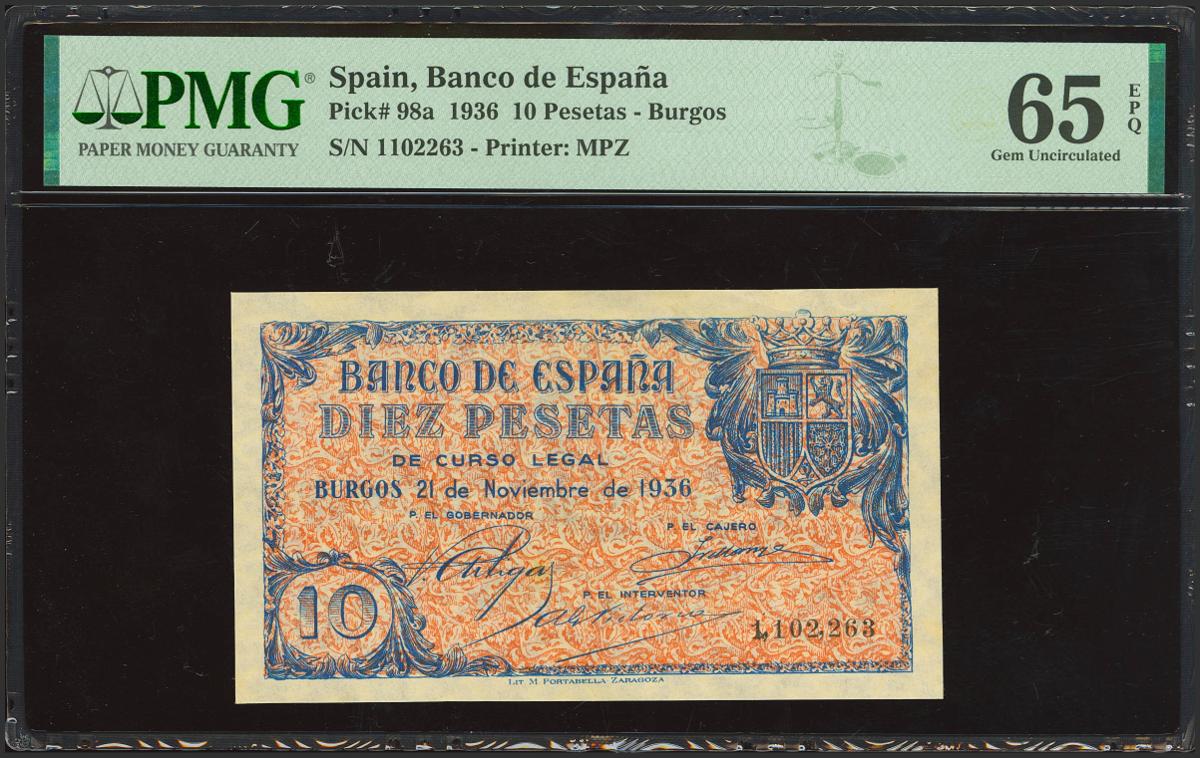 PMG®
PAPER MONEY GUARANTY
Spain, Banco de España
Pick# 98a 1936 10 Pesetas - Burgos
S/N 1102263 - Printer: MPZ
65 EPQ
Gem Uncirculated
BANCO DE ESPAÑA
DIEZ PESETAS
DE CURSO LEGAL
BURGOS 21 de Noviembre de 1936
P. EL GOBERNADOR
P. EL CAJERO
P. EL INTERVENTOR
10
1,102,263
LIT M PORTABELLA ZARAGOZA